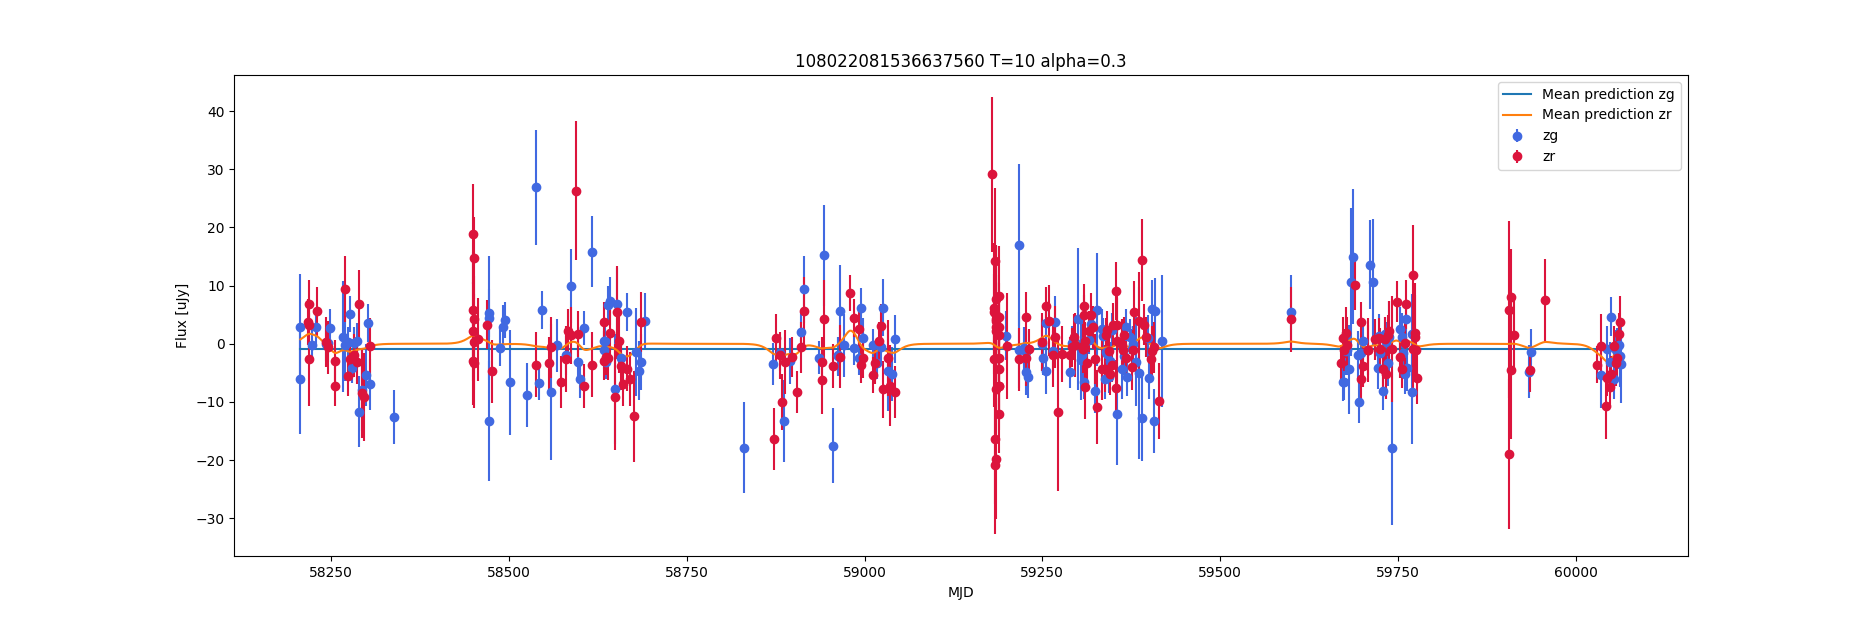 108022081536637560 T=10 alpha=0.3
Mean prediction zg
Mean prediction zr
zg
zr
Flux [uJy]
40
30
20
10
0
−10
−20
−30
58250 58500 58750 59000 59250 59500 59750 60000
MJD